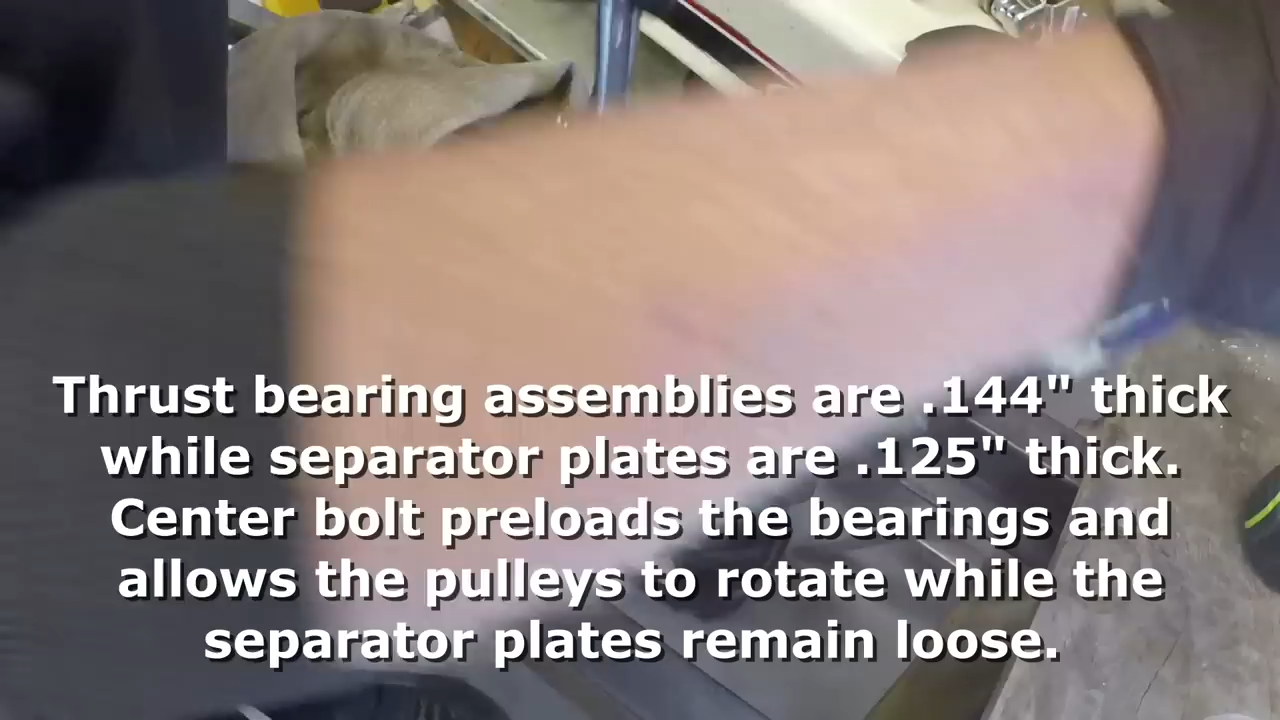 Thrust bearing assemblies are .144" thick
while separator plates are .125" thick.
Center bolt preloads the bearings and
allows the pulleys to rotate while the
separator plates remain loose.